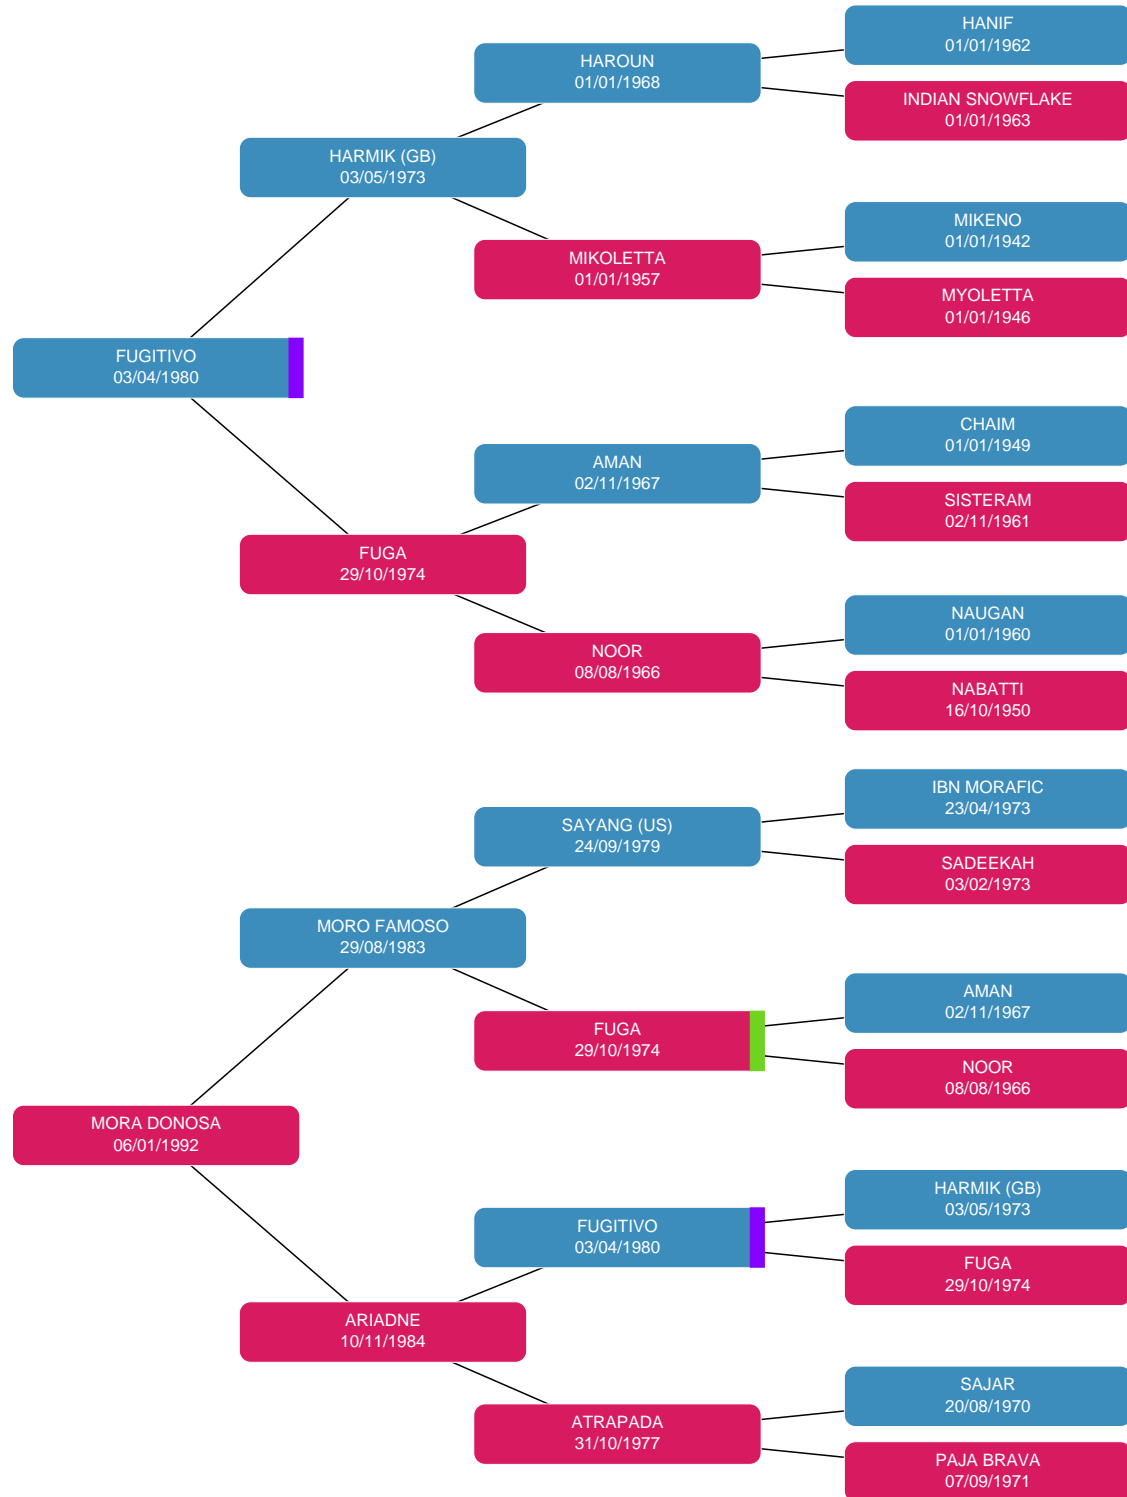 HANIF
01/01/1962
HAROUN
01/01/1968
INDIAN SNOWFLAKE
01/01/1963
HARMIK (GB)
03/05/1973
MIKENO
01/01/1942
MIKOLETTA
01/01/1957
MYOLETTA
01/01/1946
FUGITIVO
03/04/1980
CHAIM
01/01/1949
AMAN
02/11/1967
SISTERAM
02/11/1961
FUGA
29/10/1974
NAUGAN
01/01/1960
NOOR
08/08/1966
NABATTI
16/10/1950
IBN MORAFIC
23/04/1973
SAYANG (US)
24/09/1979
SADEEKAH
03/02/1973
MORO FAMOSO
29/08/1983
AMAN
02/11/1967
FUGA
29/10/1974
NOOR
08/08/1966
MORA DONOSA
06/01/1992
HARMIK (GB)
03/05/1973
FUGITIVO
03/04/1980
FUGA
29/10/1974
ARIADNE
10/11/1984
SAJAR
20/08/1970
ATRAPADA
31/10/1977
PAJA BRAVA
07/09/1971